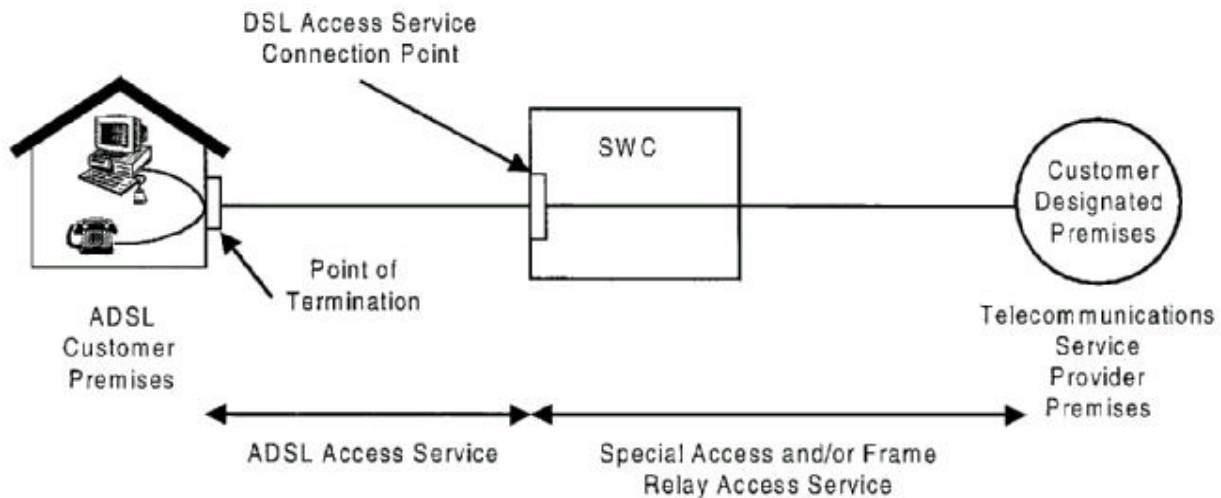 DSL Access Service
Connection Point
SWC
Customer
Designated
Premises
Point of
Termination
ADSL
Customer
Premises
Telecommunications
Service
Provider
Premises
ADSL Access Service
Special Access and/or Frame
Relay Access Service